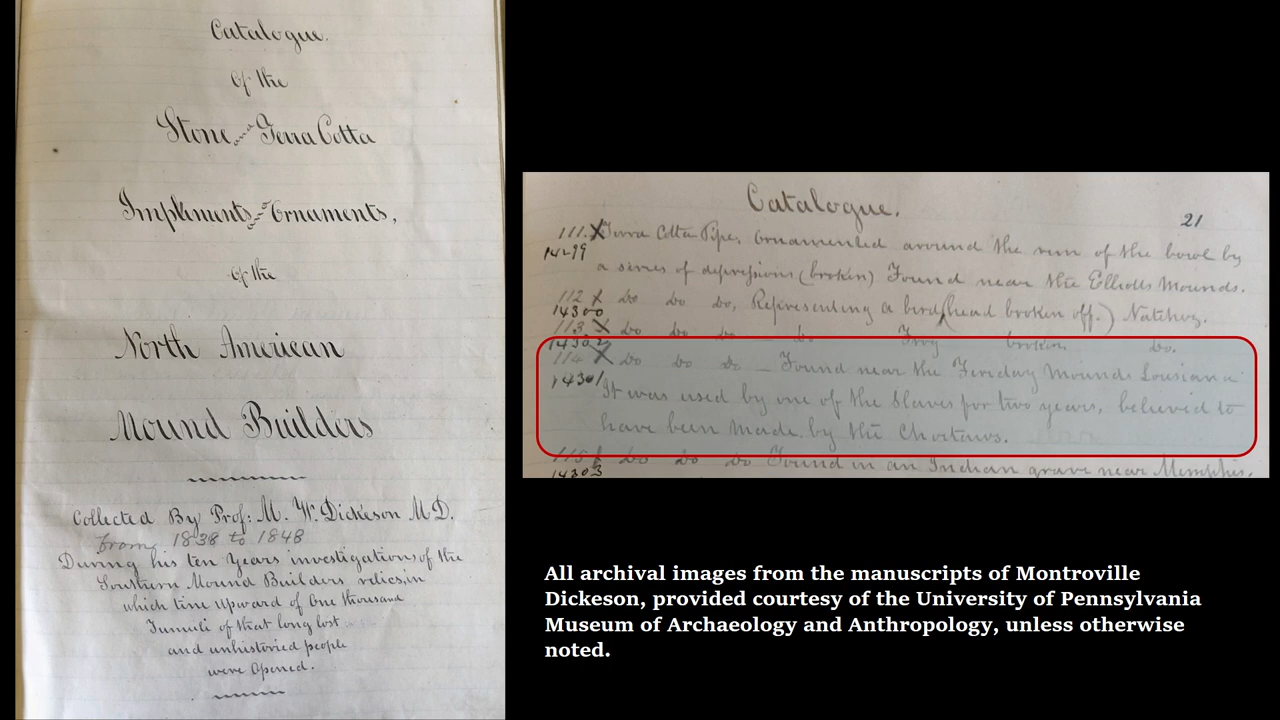 Catalogue.
Of the
Stone and Terra Cotta
Implements and Ornaments,
of the
North American
Mound Builders
Collected By Prof: M. W. Dickeson M.D.
from 1838 to 1848
During his ten Years investigations of the
Southern Mound Builders relics, in
which time upward of One thousand
Tumuli of that long lost
and unhistoried people
were Opened.
Catalogue.
21
111. X Terra Cotta Pipe, Ornamented around the rim of the bowl by
14299
a series of depressions (broken) Found near the Elliotts Mounds.
112 X do do do, Representing a bird (head broken off.) Natchez.
14300
113. X do do do _ do. Frog broken do.
14302
114 X do do do _ Found near the Feriday Mounds Lousiana
14301
It was used by one of the Slaves for two years, believed to
have been made by the Choctaws.
115 X do do do Found in an Indian grave near Memphis,
14303
All archival images from the manuscripts of Montroville
Dickeson, provided courtesy of the University of Pennsylvania
Museum of Archaeology and Anthropology, unless otherwise
noted.